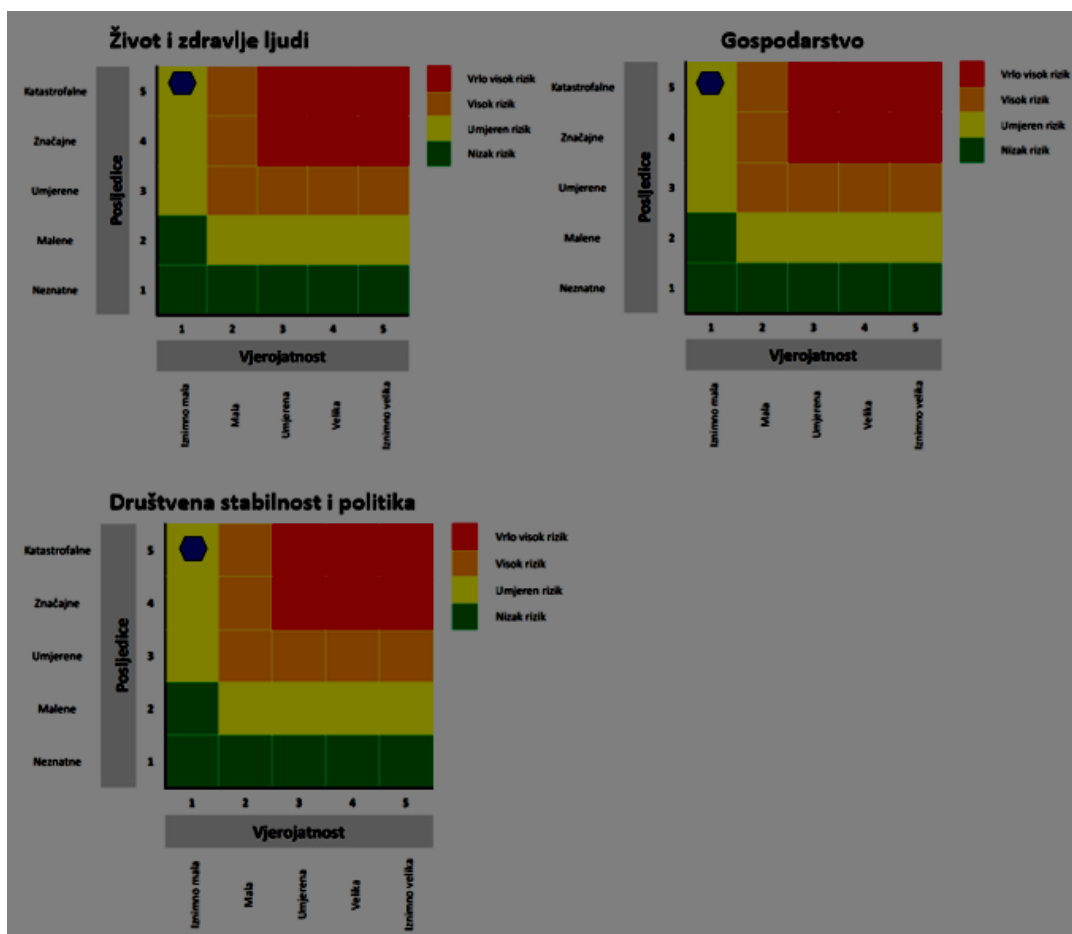 Život i zdravlje ljudi
Posljedice
Katastrofalne
Značajne
Umjerene
Malene
Neznatne
5
4
3
2
1
1 2 3 4 5
Vjerojatnost
Iznimno mala
Mala
Umjerena
Velika
Iznimno velika
Vrlo visok rizik
Visok rizik
Umjeren rizik
Nizak rizik
Gospodarstvo
Posljedice
Katastrofalne
Značajne
Umjerene
Malene
Neznatne
5
4
3
2
1
1 2 3 4 5
Vjerojatnost
Iznimno mala
Mala
Umjerena
Velika
Iznimno velika
Vrlo visok rizik
Visok rizik
Umjeren rizik
Nizak rizik
Društvena stabilnost i politika
Posljedice
Katastrofalne
Značajne
Umjerene
Malene
Neznatne
5
4
3
2
1
1 2 3 4 5
Vjerojatnost
Iznimno mala
Mala
Umjerena
Velika
Iznimno velika
Vrlo visok rizik
Visok rizik
Umjeren rizik
Nizak rizik